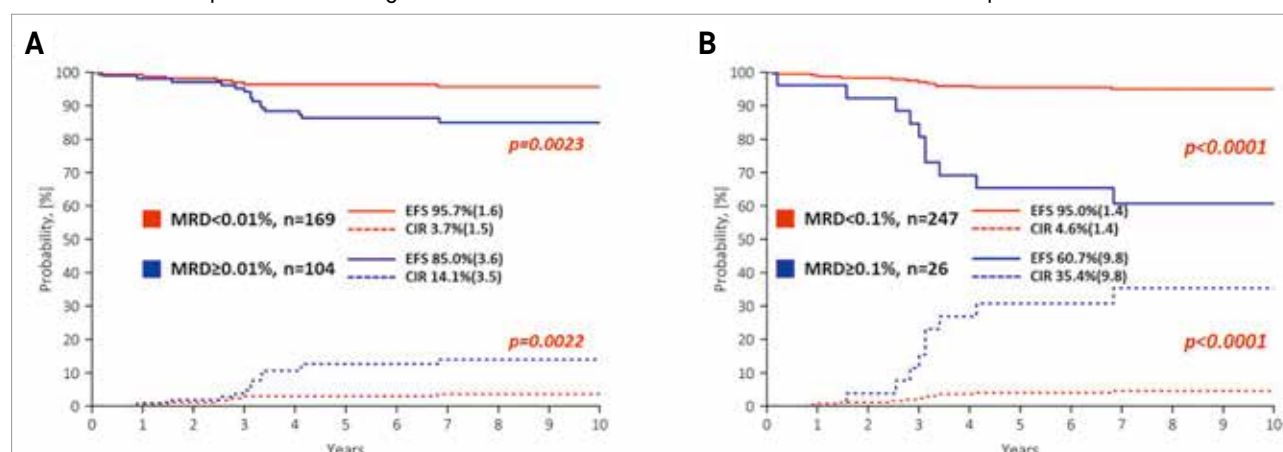 A
100
90
80
70
60
50
40
30
20
10
0
Probability, [%]
p=0.0023
MRD<0.01%, n=169
EFS 95.7%(1.6)
CIR 3.7%(1.5)
MRD≥0.01%, n=104
EFS 85.0%(3.6)
CIR 14.1%(3.5)
p=0.0022
0 1 2 3 4 5 6 7 8 9 10
Years
B
100
90
80
70
60
50
40
30
20
10
0
Probability, [%]
p<0.0001
MRD<0.1%, n=247
EFS 95.0%(1.4)
CIR 4.6%(1.4)
MRD≥0.1%, n=26
EFS 60.7%(9.8)
CIR 35.4%(9.8)
p<0.0001
0 1 2 3 4 5 6 7 8 9 10
Years